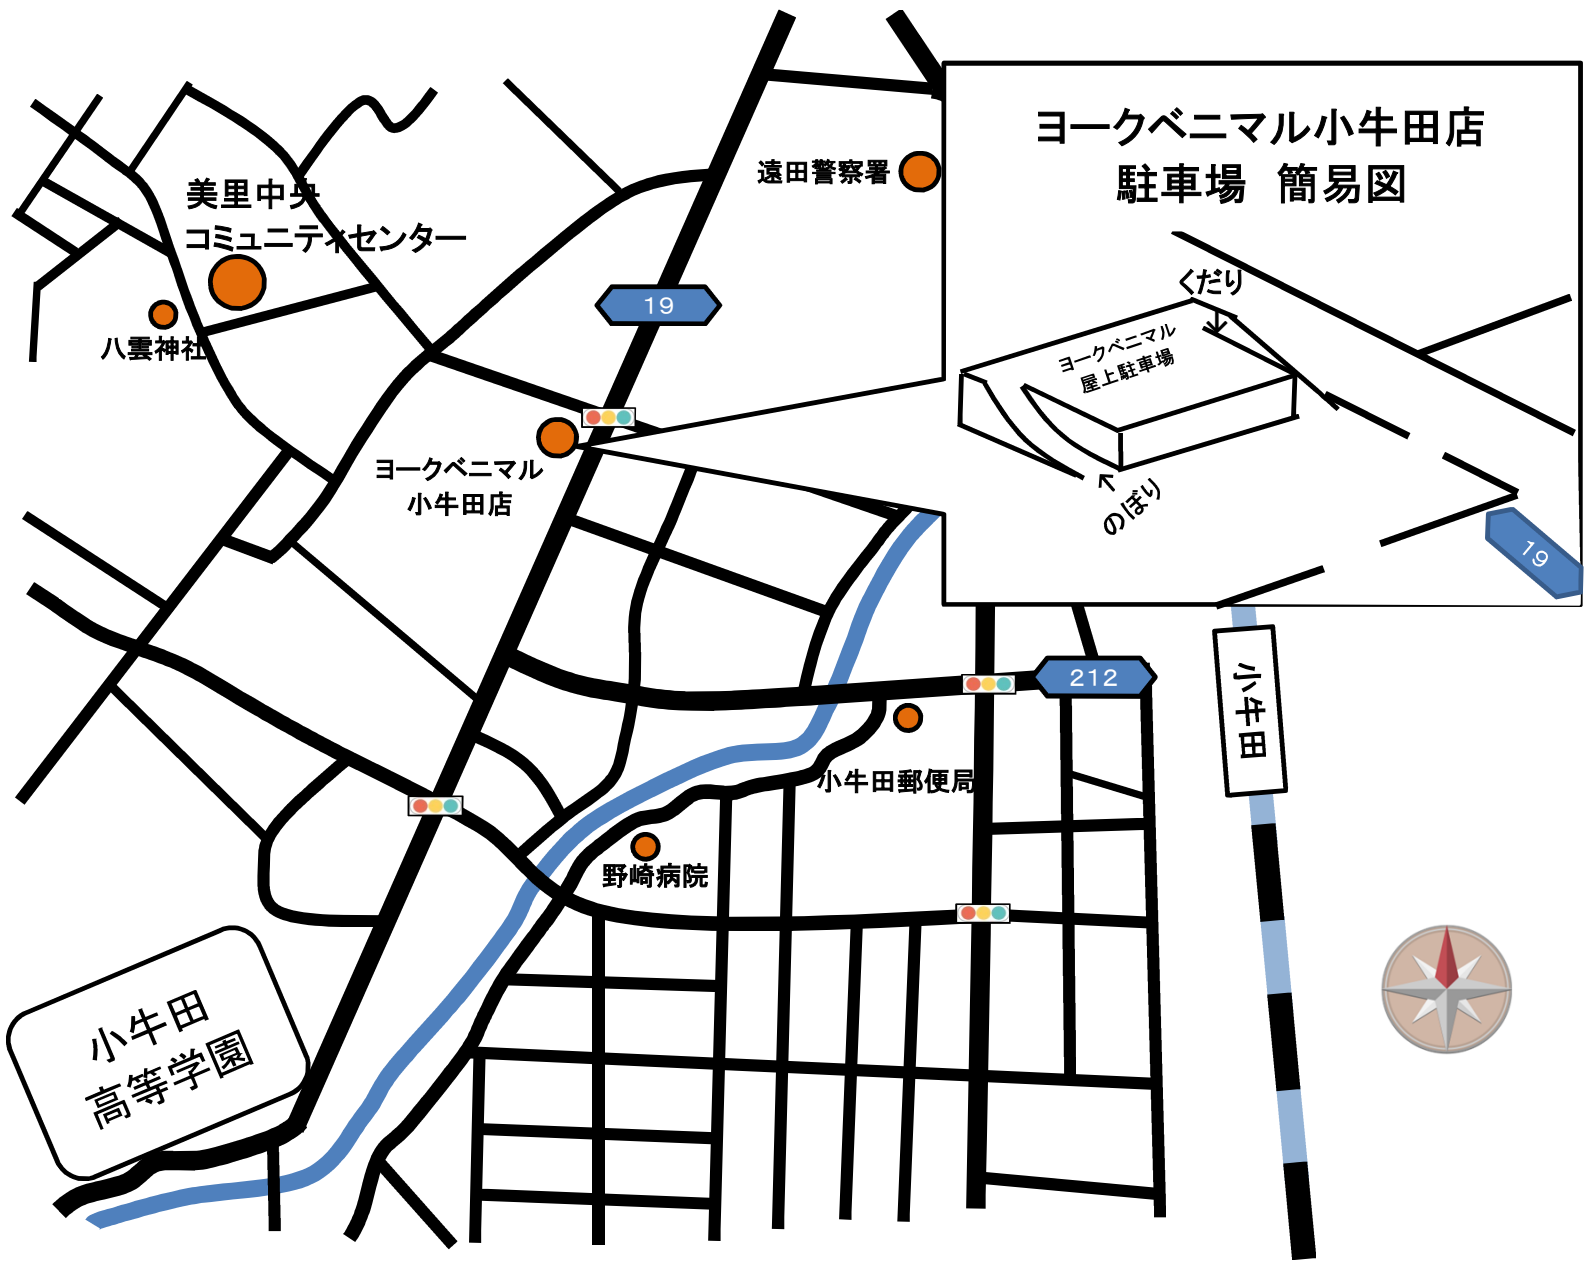 ヨークベニマル小牛田店
駐車場　簡易図
遠田警察署
美里中央
コミュニティセンター
くだり
19
八雲神社
ヨークベニマル
屋上駐車場
ヨークベニマル
小牛田店
のぼり
19
212
小牛田
小牛田郵便局
野崎病院
小牛田
高等学園